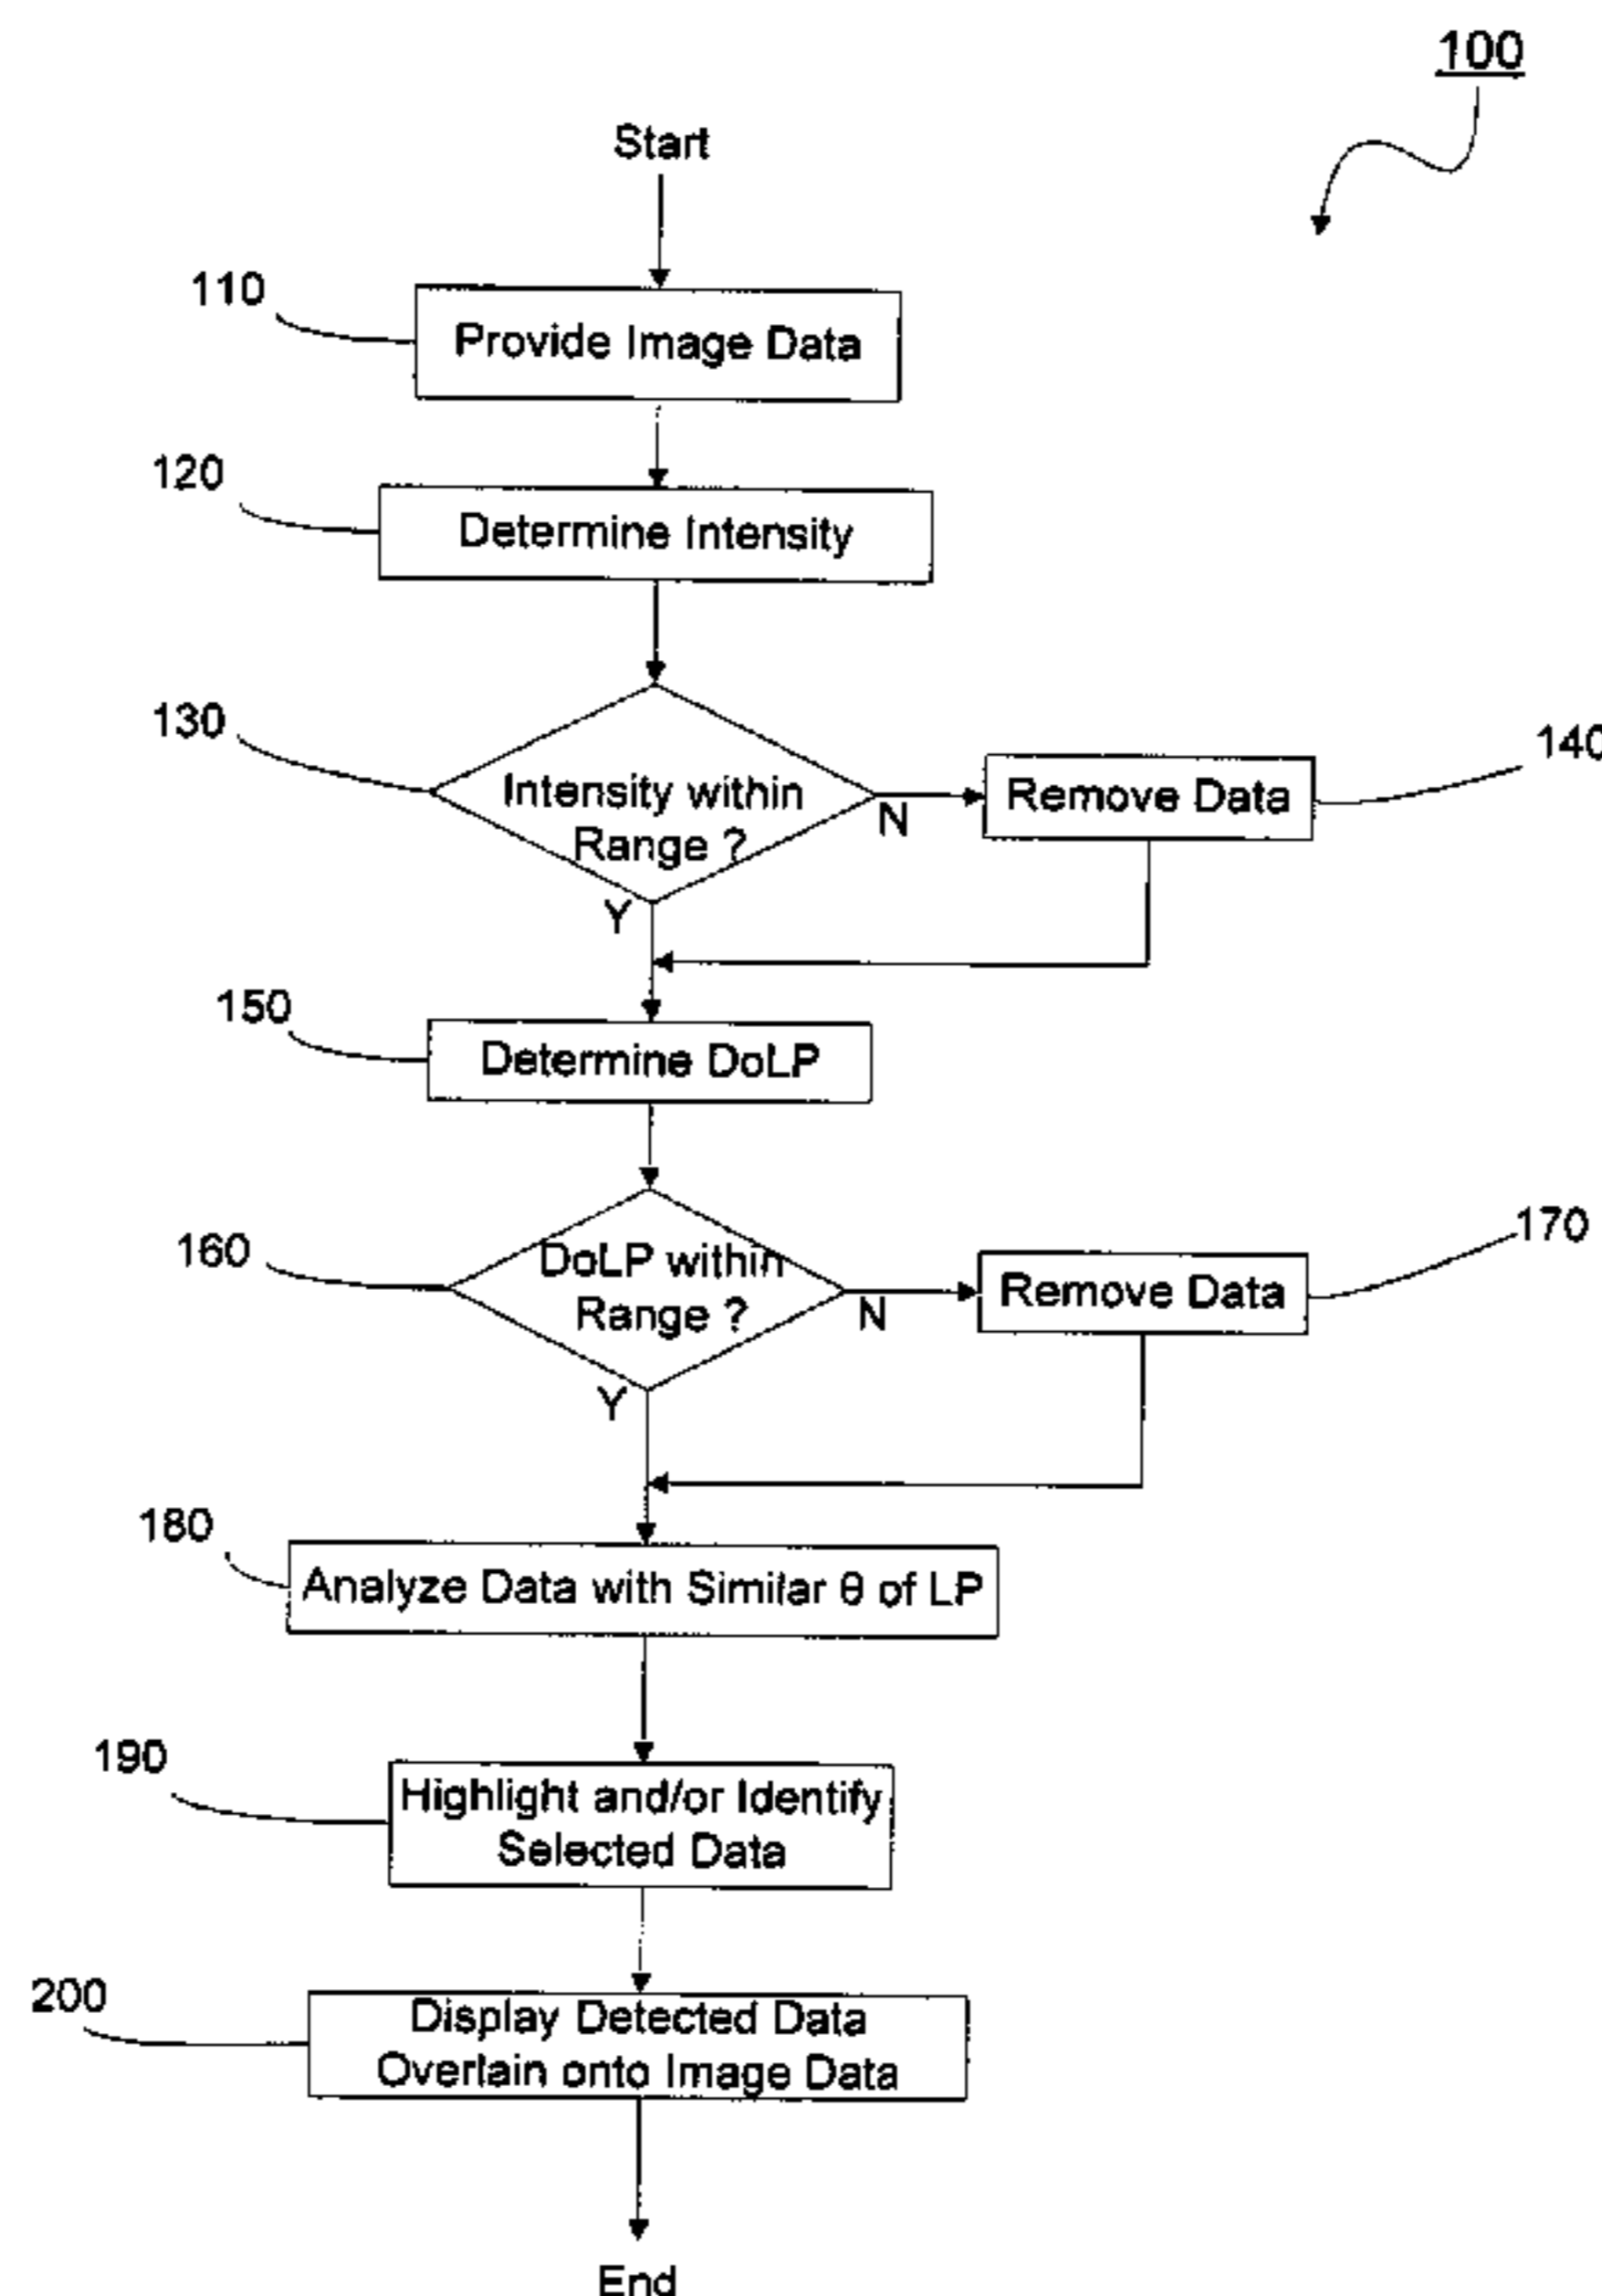 100
Start
110
Provide Image Data
120
Determine Intensity
130
Intensity within
Range ?
N
Remove Data
140
Y
150
Determine DoLP
160
DoLP within
Range ?
N
Remove Data
170
Y
180
Analyze Data with Similar θ of LP
190
Highlight and/or Identify
Selected Data
200
Display Detected Data
Overlain onto Image Data
End